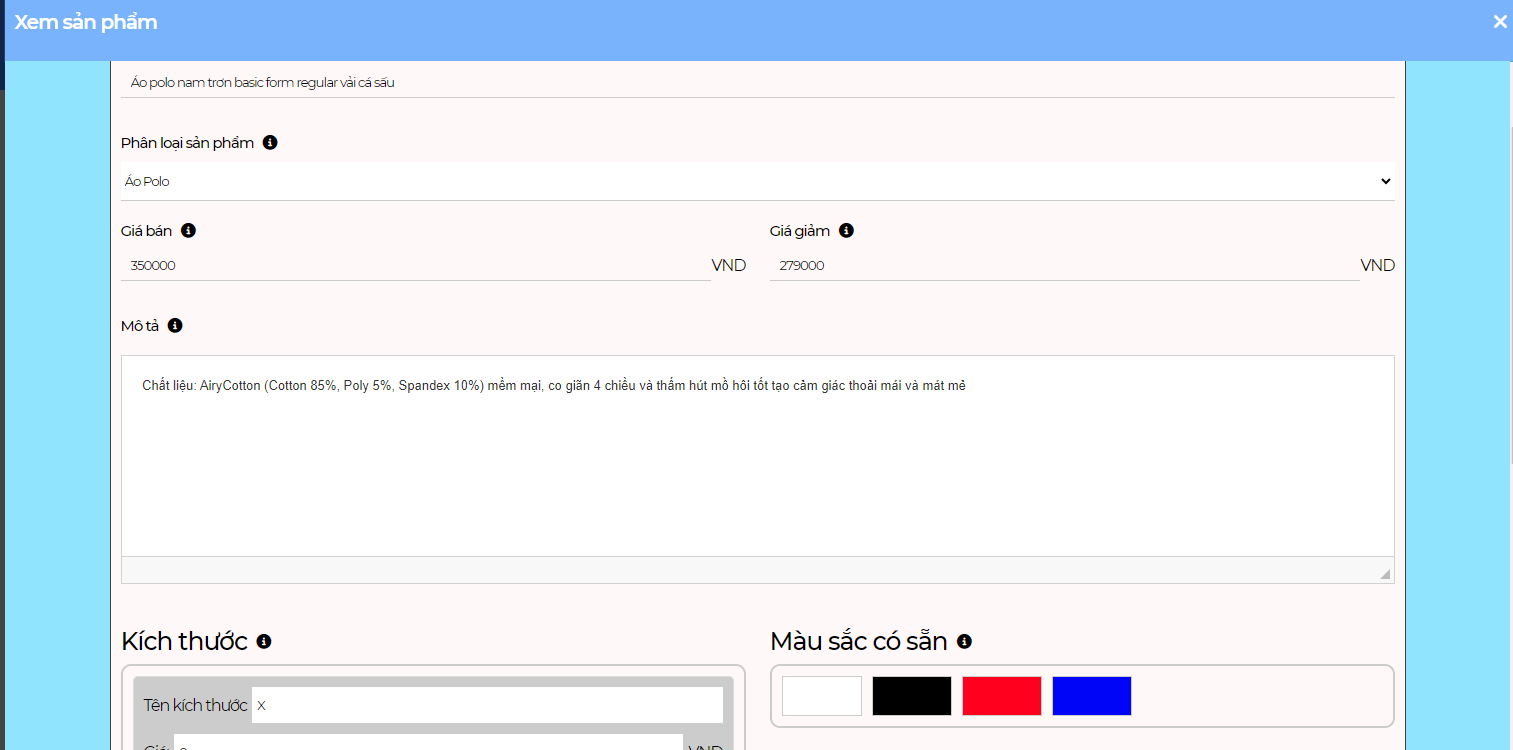 Xem sản phẩm
Áo polo nam trơn basic form regular vải cá sấu
Phân loại sản phẩm
Áo Polo
Giá bán
Giá giảm
350000 VND
279000 VND
Mô tả
Chất liệu: AiryCotton (Cotton 85%, Poly 5%, Spandex 10%) mềm mại, co giãn 4 chiều và thấm hút mồ hôi tốt tạo cảm giác thoải mái và mát mẻ
Kích thước
Màu sắc có sẵn
Tên kích thước X
VND